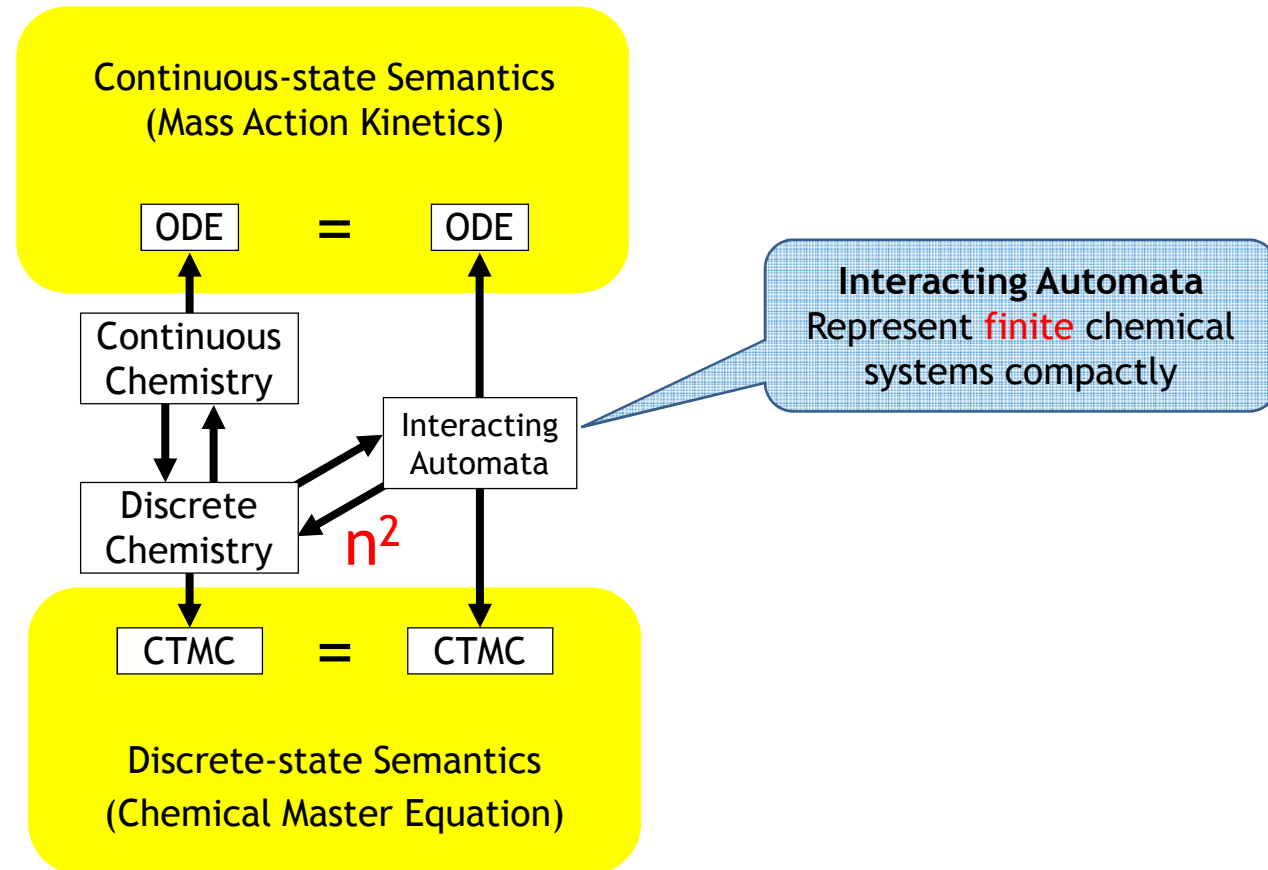 Continuous-state Semantics
(Mass Action Kinetics)
ODE = ODE
Interacting Automata
Represent finite chemical
systems compactly
Continuous
Chemistry
Interacting
Automata
Discrete
Chemistry
n²
CTMC = CTMC
Discrete-state Semantics
(Chemical Master Equation)